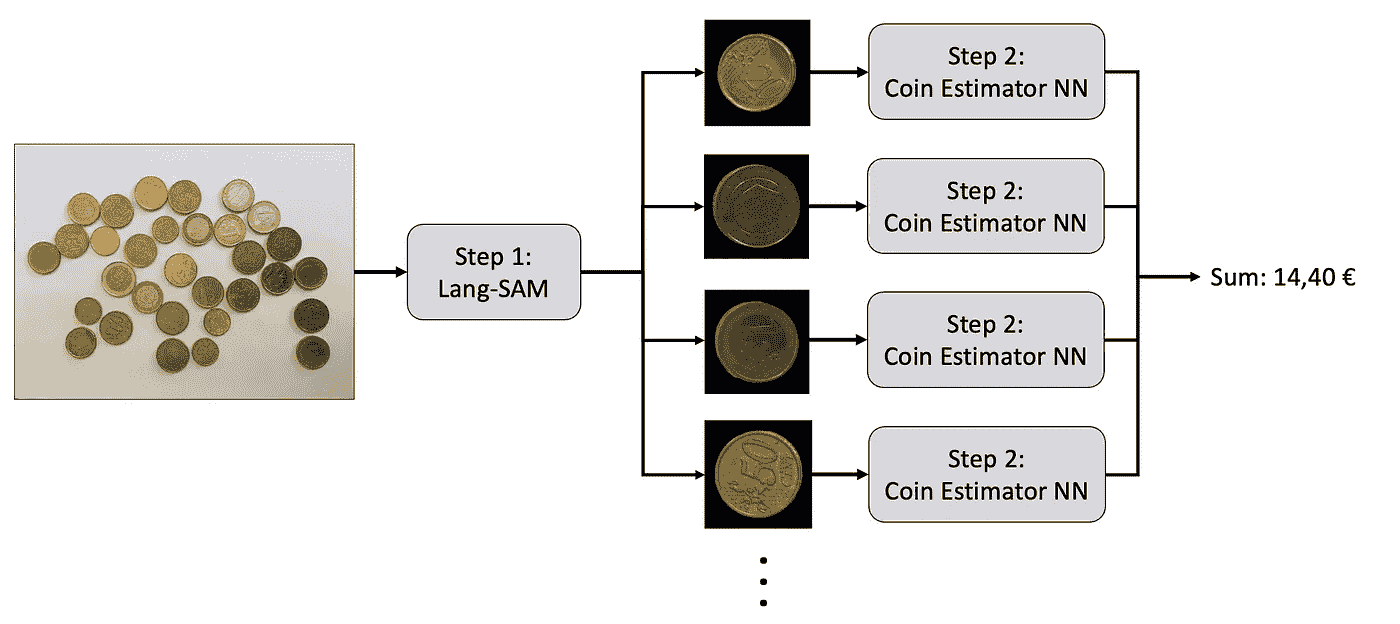 Step 1:
Lang-SAM
Step 2:
Coin Estimator NN
Step 2:
Coin Estimator NN
Step 2:
Coin Estimator NN
50
Step 2:
Coin Estimator NN
Sum: 14,40 €